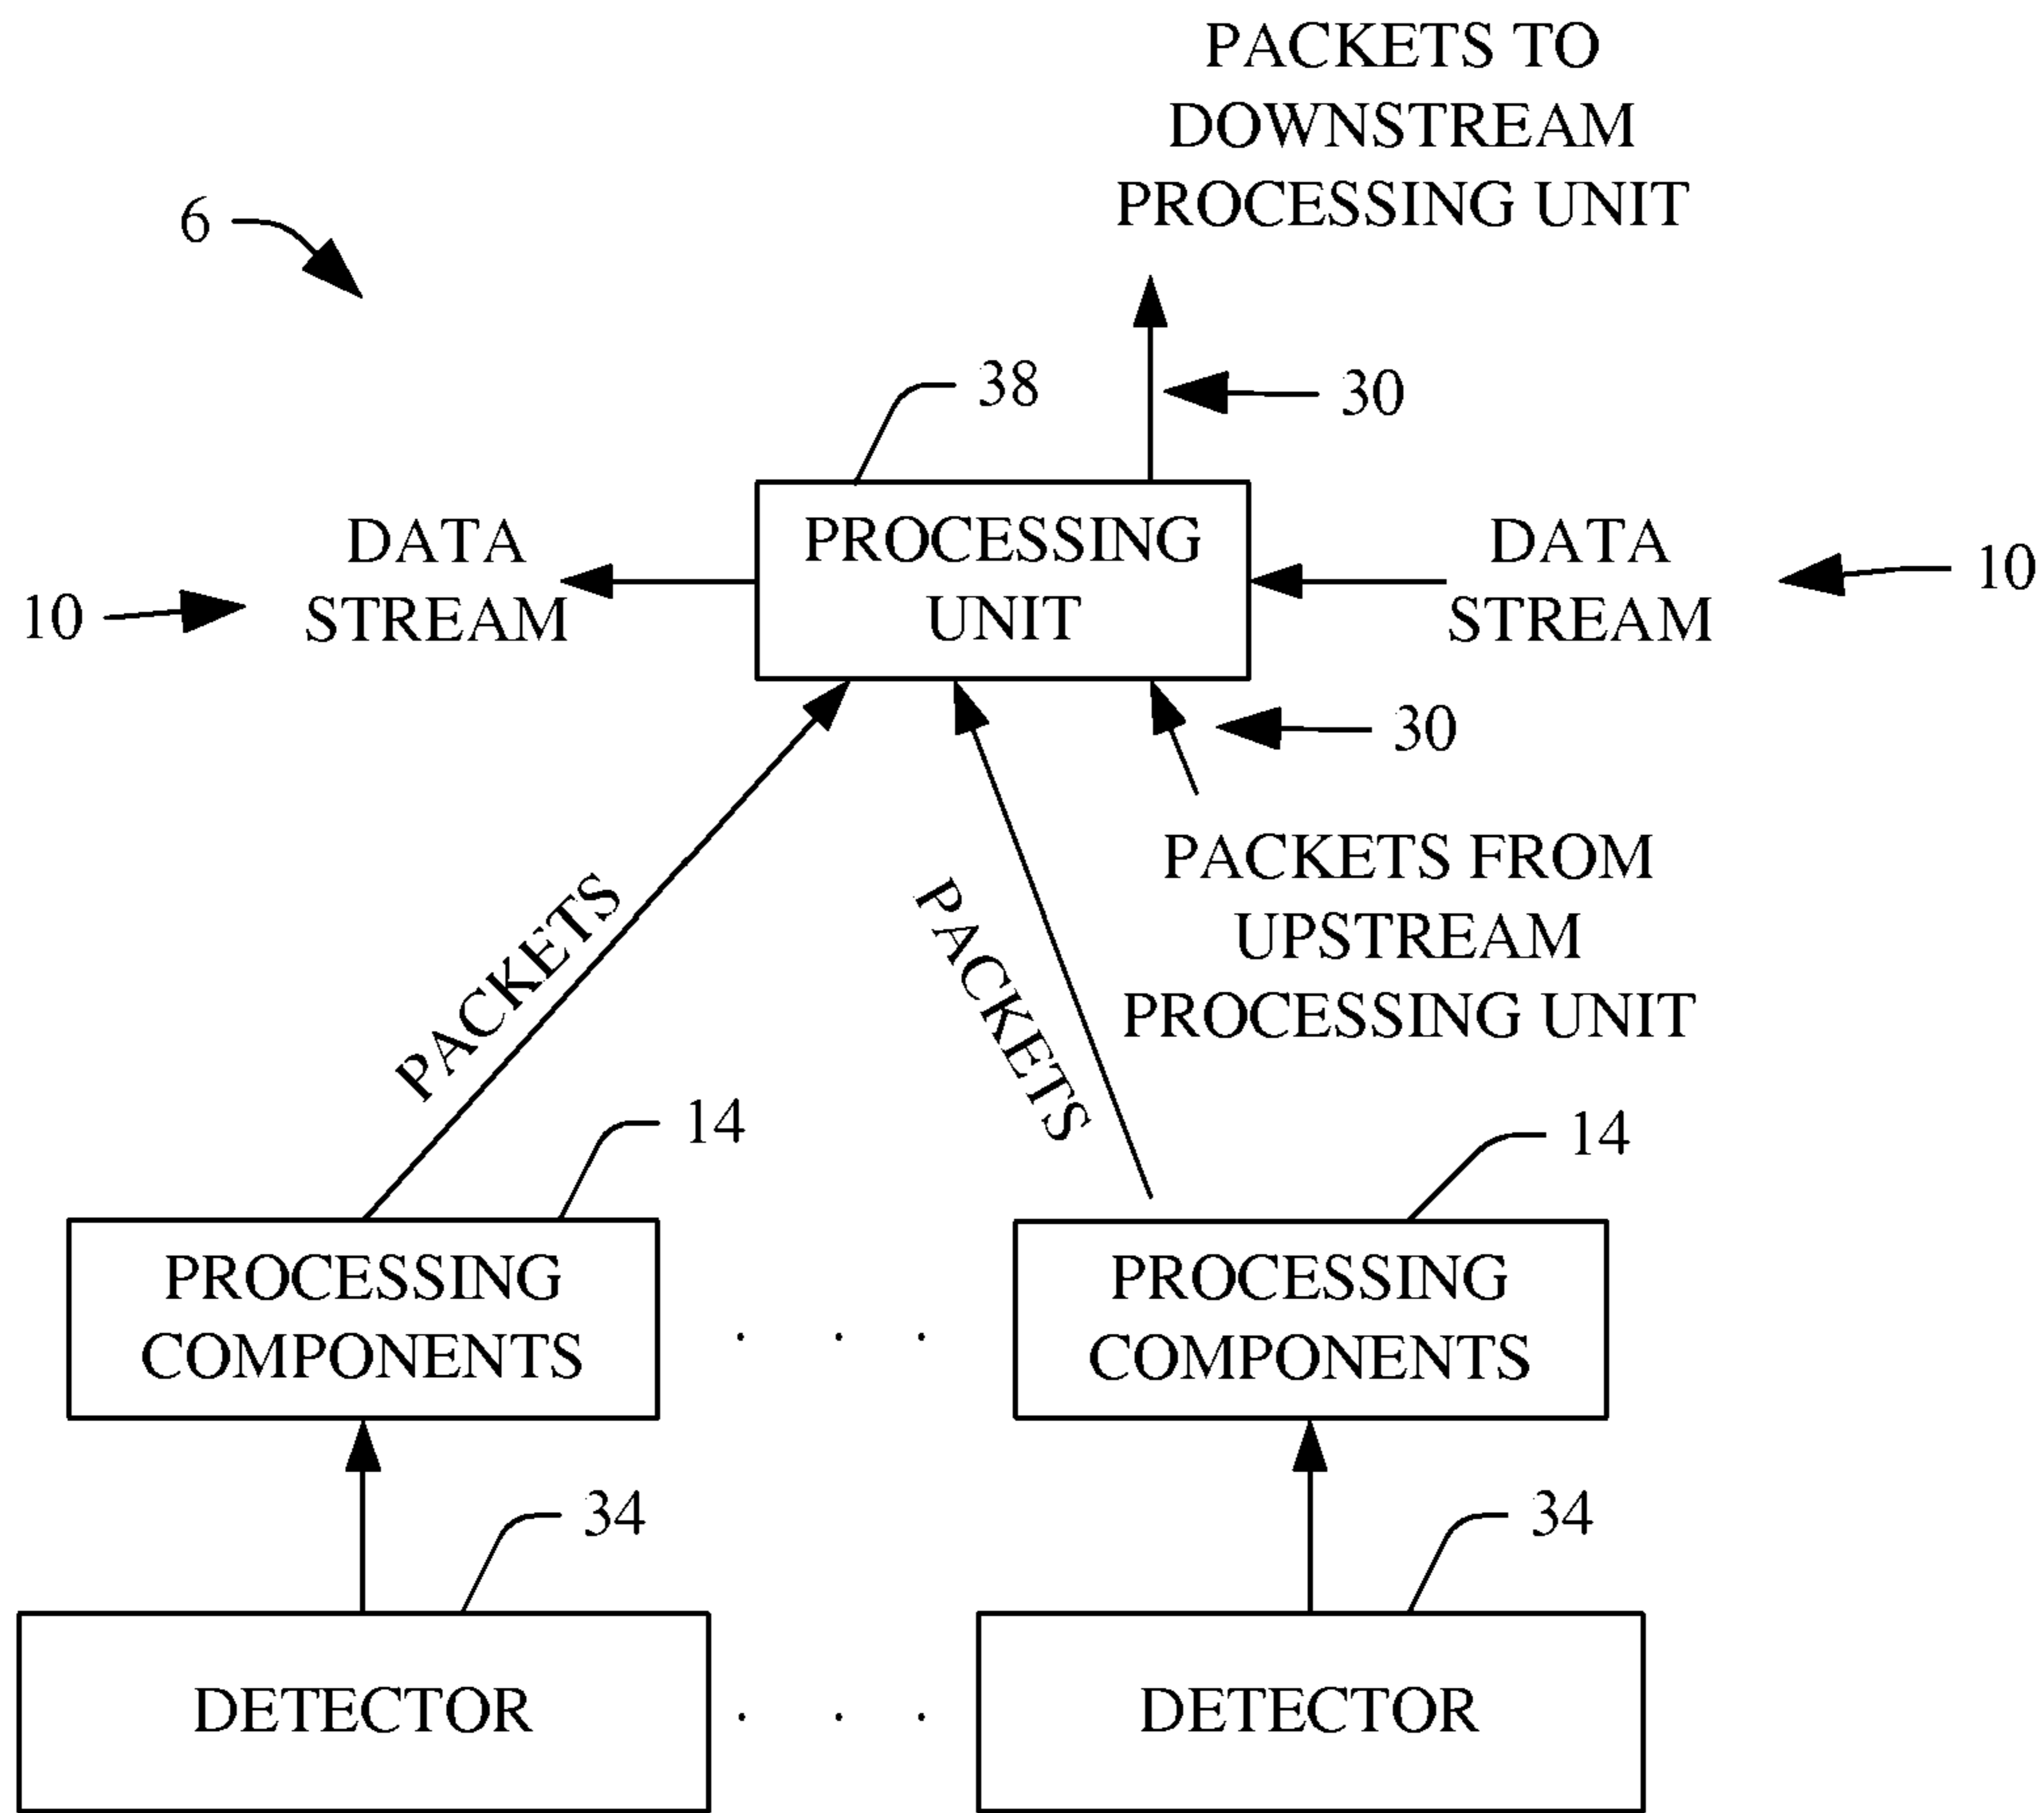 PACKETS TO
DOWNSTREAM
PROCESSING UNIT
6
38
30
DATA
STREAM
10
PROCESSING
UNIT
DATA
STREAM
10
30
PACKETS FROM
UPSTREAM
PROCESSING UNIT
PACKETS
PACKETS
14
14
PROCESSING
COMPONENTS
. . .
PROCESSING
COMPONENTS
34
34
DETECTOR
. . .
DETECTOR